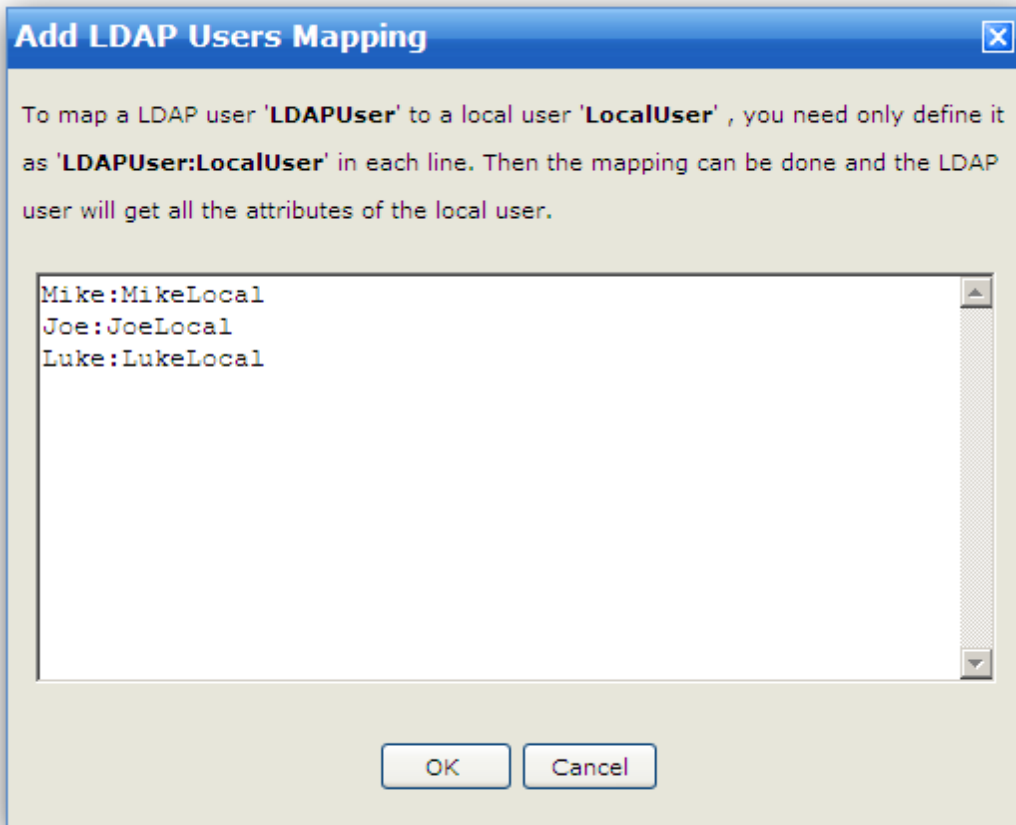 Add LDAP Users Mapping
To map a LDAP user 'LDAPUser' to a local user 'LocalUser' , you need only define it
as 'LDAPUser:LocalUser' in each line. Then the mapping can be done and the LDAP
user will get all the attributes of the local user.
Mike:MikeLocal
Joe:JoeLocal
Luke:LukeLocal
OK Cancel